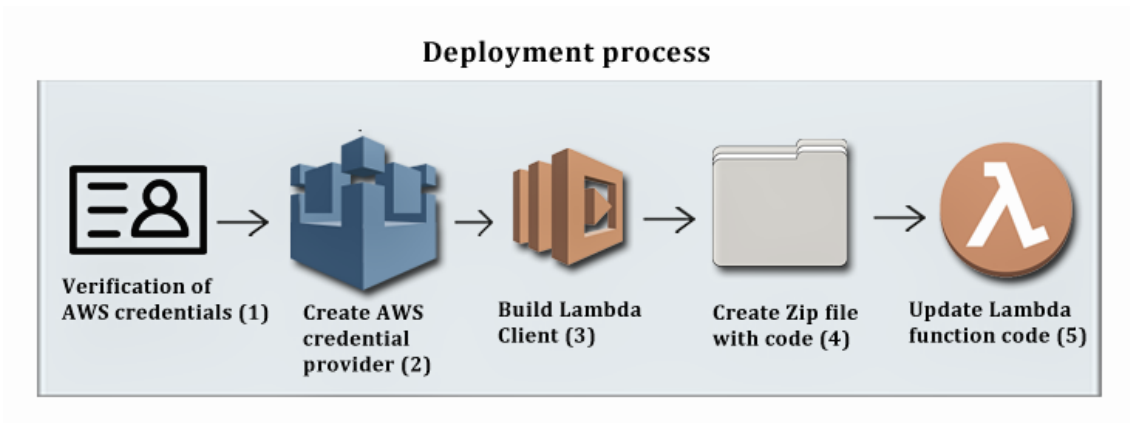 Deployment process
Verification of
AWS credentials (1)
Create AWS
credential
provider (2)
Build Lambda
Client (3)
Create Zip file
with code (4)
Update Lambda
function code (5)
λ